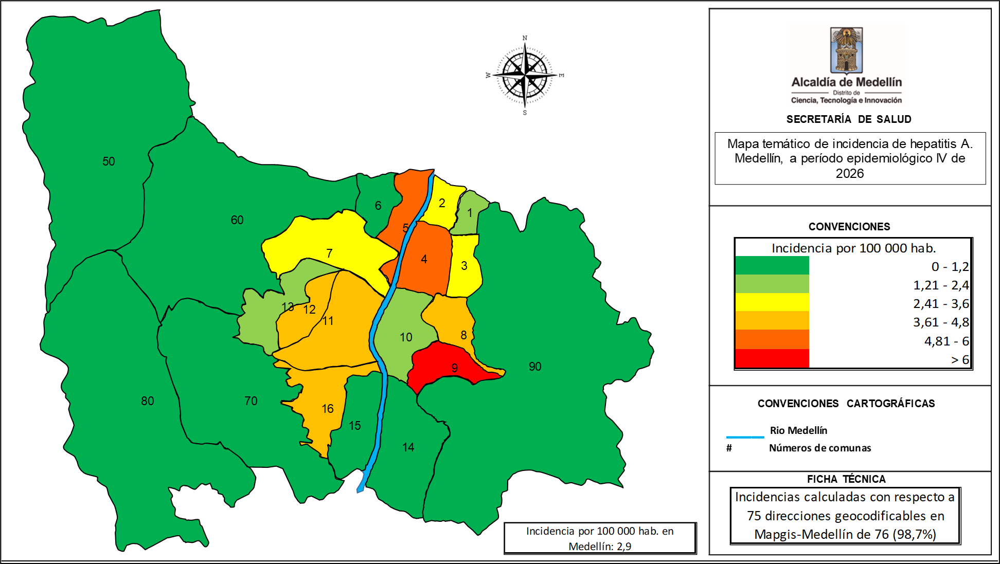 N
W
E
S
50
60
6
5
2
1
7
4
3
13
12
11
10
8
9
90
80
70
16
15
14
Incidencia por 100 000 hab. en
Medellín: 2,9
Alcaldía de Medellín
Distrito de
Ciencia, Tecnología e Innovación
SECRETARÍA DE SALUD
Mapa temático de incidencia de hepatitis A.
Medellín, a período epidemiológico IV de
2026
CONVENCIONES
Incidencia por 100 000 hab.
0 - 1,2
1,21 - 2,4
2,41 - 3,6
3,61 - 4,8
4,81 - 6
> 6
CONVENCIONES CARTOGRÁFICAS
Rio Medellín
# Números de comunas
FICHA TÉCNICA
Incidencias calculadas con respecto a
75 direcciones geocodificables en
Mapgis-Medellín de 76 (98,7%)